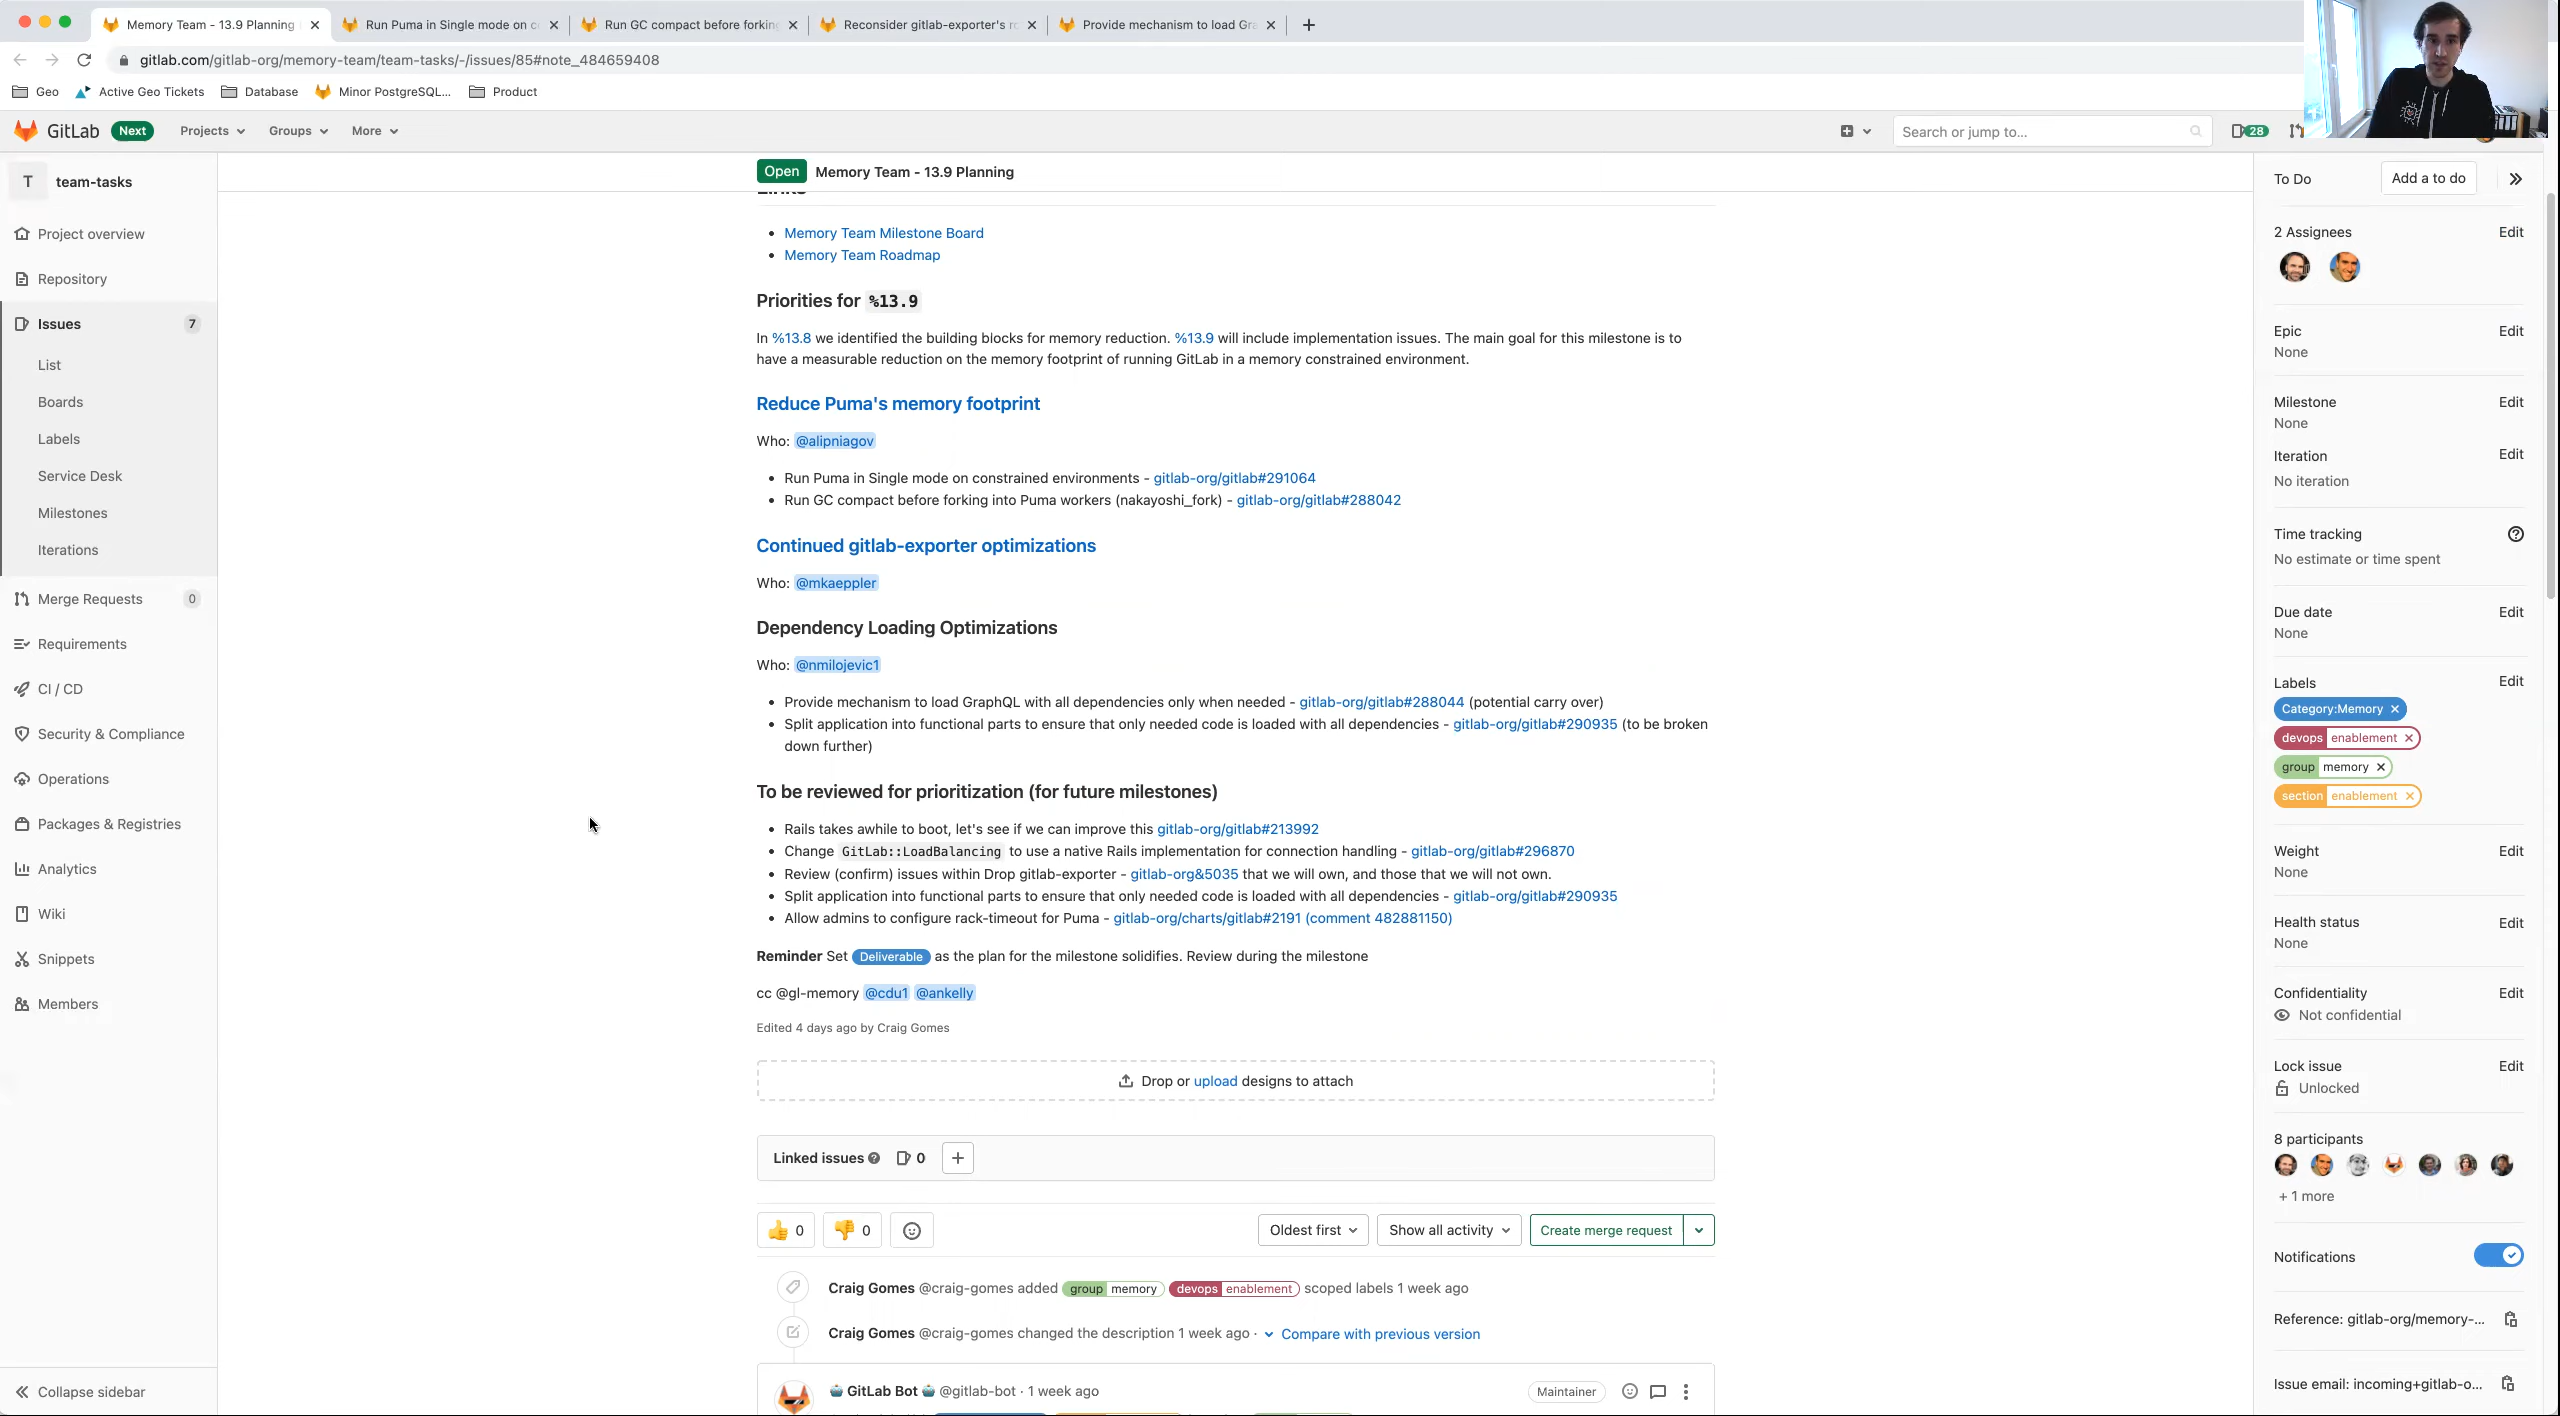 Memory Team - 13.9 Planning
Run Puma in Single mode on c
Run GC compact before forking
Reconsider gitlab-exporter's ro
Provide mechanism to load Gra
gitlab.com/gitlab-org/memory-team/team-tasks/-/issues/85#note_484659408
Geo
Active Geo Tickets
Database
Minor PostgreSQL...
Product
GitLab
Next
Projects
Groups
More
Search or jump to...
28
T team-tasks
Project overview
Repository
Issues 7
List
Boards
Labels
Service Desk
Milestones
Iterations
Merge Requests 0
Requirements
CI / CD
Security & Compliance
Operations
Packages & Registries
Analytics
Wiki
Snippets
Members
Collapse sidebar
Open Memory Team - 13.9 Planning
Links
Memory Team Milestone Board
Memory Team Roadmap
Priorities for %13.9
In %13.8 we identified the building blocks for memory reduction. %13.9 will include implementation issues. The main goal for this milestone is to
have a measurable reduction on the memory footprint of running GitLab in a memory constrained environment.
Reduce Puma's memory footprint
Who: @alipniagov
Run Puma in Single mode on constrained environments - gitlab-org/gitlab#291064
Run GC compact before forking into Puma workers (nakayoshi_fork) - gitlab-org/gitlab#288042
Continued gitlab-exporter optimizations
Who: @mkaeppler
Dependency Loading Optimizations
Who: @nmilojevic1
Provide mechanism to load GraphQL with all dependencies only when needed - gitlab-org/gitlab#288044 (potential carry over)
Split application into functional parts to ensure that only needed code is loaded with all dependencies - gitlab-org/gitlab#290935 (to be broken
down further)
To be reviewed for prioritization (for future milestones)
Rails takes awhile to boot, let's see if we can improve this gitlab-org/gitlab#213992
Change GitLab::LoadBalancing to use a native Rails implementation for connection handling - gitlab-org/gitlab#296870
Review (confirm) issues within Drop gitlab-exporter - gitlab-org&5035 that we will own, and those that we will not own.
Split application into functional parts to ensure that only needed code is loaded with all dependencies - gitlab-org/gitlab#290935
Allow admins to configure rack-timeout for Puma - gitlab-org/charts/gitlab#2191 (comment 482881150)
Reminder Set Deliverable as the plan for the milestone solidifies. Review during the milestone
cc @gl-memory @cdu1 @ankelly
Edited 4 days ago by Craig Gomes
Drop or upload designs to attach
Linked issues 0
0
0
Oldest first
Show all activity
Create merge request
Craig Gomes @craig-gomes added group memory devops enablement scoped labels 1 week ago
Craig Gomes @craig-gomes changed the description 1 week ago · Compare with previous version
GitLab Bot @gitlab-bot · 1 week ago
Maintainer
To Do
Add a to do
2 Assignees Edit
Epic Edit
None
Milestone Edit
None
Iteration Edit
No iteration
Time tracking
No estimate or time spent
Due date Edit
None
Labels Edit
Category:Memory
devops enablement
group memory
section enablement
Weight Edit
None
Health status Edit
None
Confidentiality Edit
Not confidential
Lock issue Edit
Unlocked
8 participants
+ 1 more
Notifications
Reference: gitlab-org/memory-...
Issue email: incoming+gitlab-o...